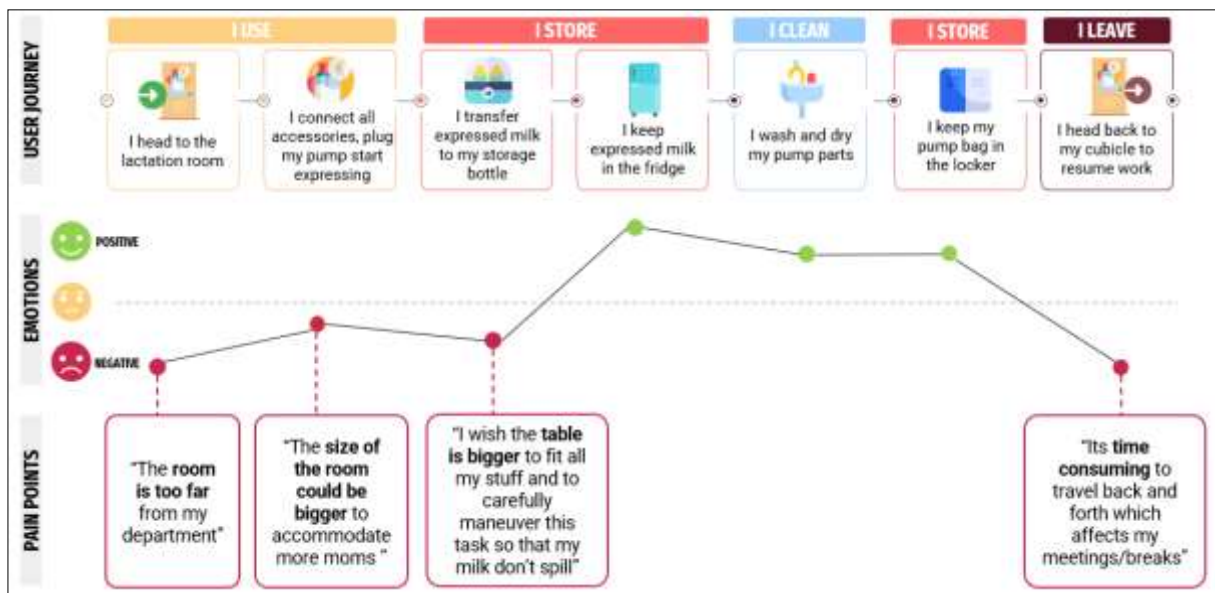 USER JOURNEY
I USE
I STORE
I CLEAN
I STORE
I LEAVE
I head to the
lactation room
I connect all
accessories, plug
my pump start
expressing
I transfer
expressed milk
to my storage
bottle
I keep
expressed milk
in the fridge
I wash and dry
my pump parts
I keep my
pump bag in
the locker
I head back to
my cubicle to
resume work
EMOTIONS
POSITIVE
NEGATIVE
PAIN POINTS
“The room
is too far
from my
department”
“The size of
the room
could be
bigger to
accommodate
more moms ”
“I wish the table
is bigger to fit all
my stuff and to
carefully
maneuver this
task so that my
milk don't spill”
“Its time
consuming to
travel back and
forth which
affects my
meetings/breaks”